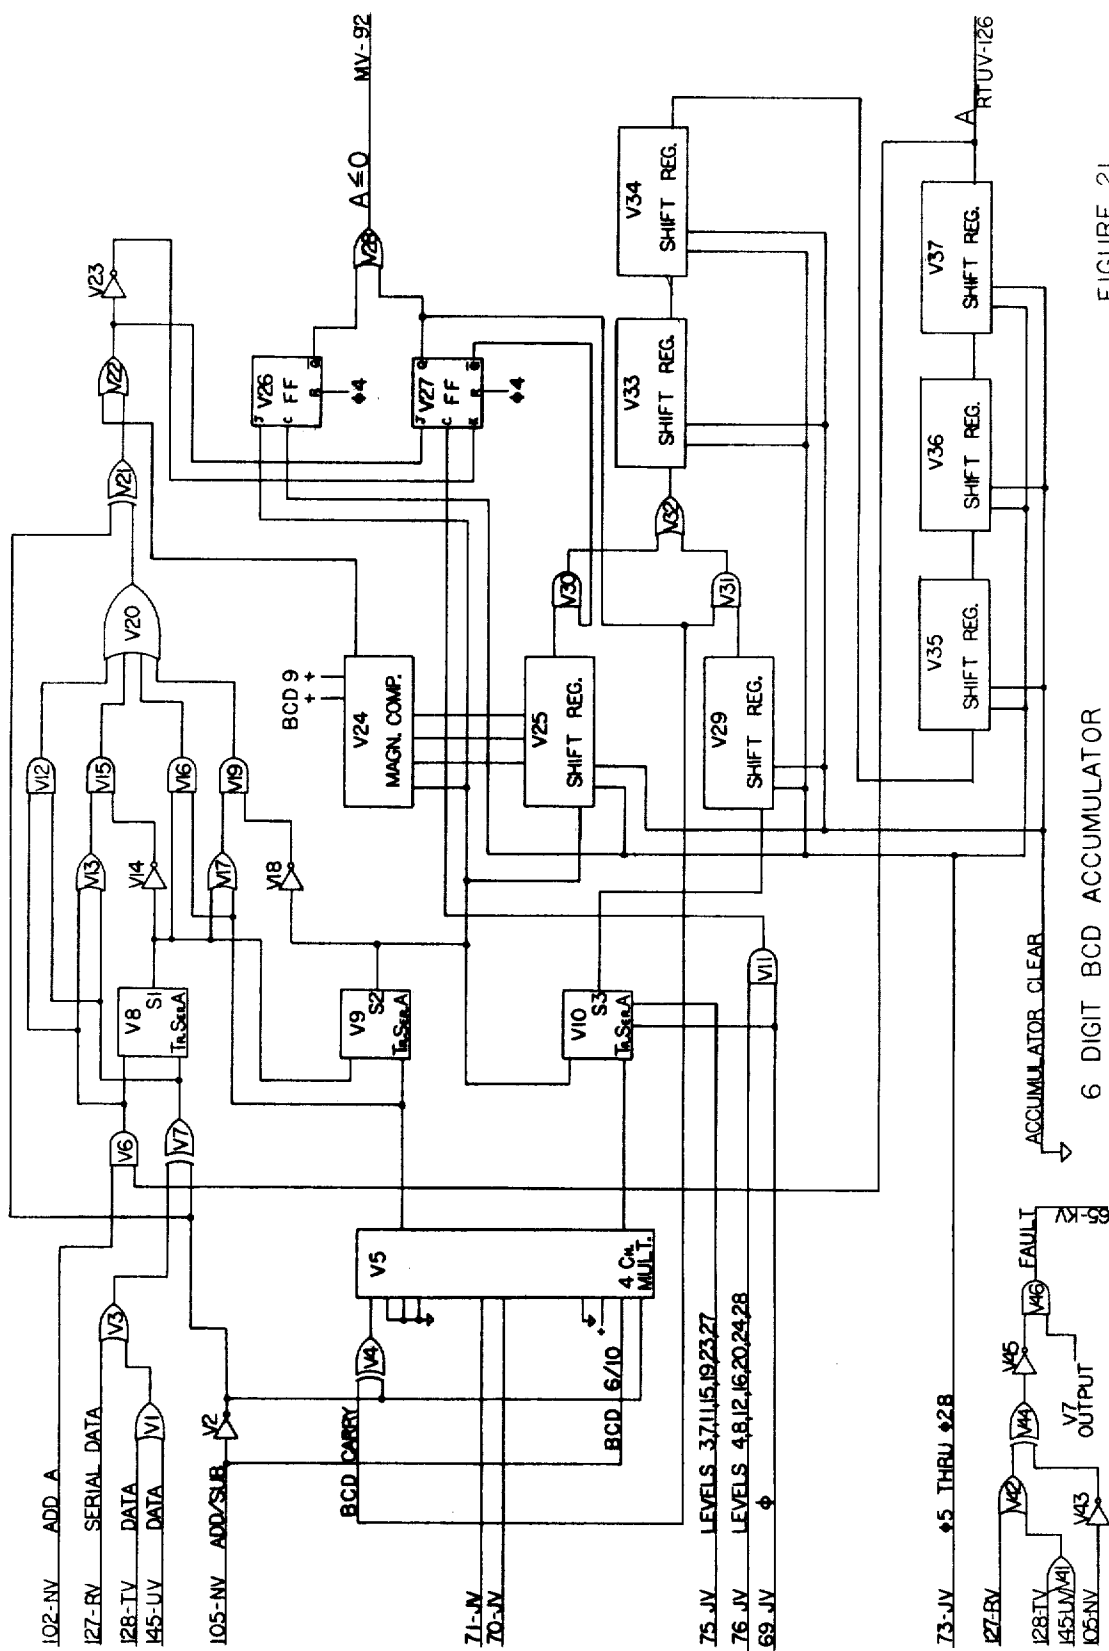 102-NV ADD A
127-RV SERIAL DATA
128-TV DATA
145-UV DATA
105-NV ADD/SUB
BCD CARRY
71-JV
70-JV
BCD 6/10
75 JV LEVELS 3,7,11,15,19,23,27
76 JV LEVELS 4,8,12,16,20,24,28
69 JV ϕ
73-JV ϕ5 THRU ϕ28
127-RV
128-TV
145-UV V41
105-NV
V1
V2
V3
V4
V5
4 CH. MULT.
V6
V7
V8 S1
TR. SER. A
V9 S2
TR. SER. A
V10 S3
TR. SER. A
V11
V12
V13
V14
V15
V16
V17
V18
V19
V20
V21
V22
V23
BCD 9 + +
V24
MAGN. COMP.
V25
SHIFT REG.
V26
FF
J
C
R
Q
ϕ4
V27
FF
J
C
K
R
Q
Q
ϕ4
V28
A≤0
MV-92
V29
SHIFT REG.
V30
V31
V32
V33
SHIFT REG.
V34
SHIFT REG.
V35
SHIFT REG.
V36
SHIFT REG.
V37
SHIFT REG.
A
RTUV-126
ACCUMULATOR CLEAR
V42
V43
V44
V45
V46
V7
OUTPUT
FAULT
65-KV
6 DIGIT BCD ACCUMULATOR
FIGURE 21